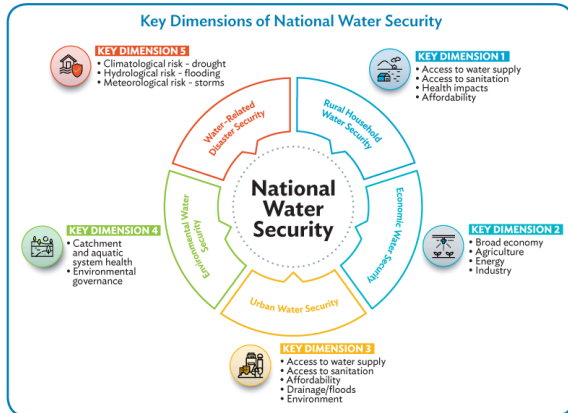 Key Dimensions of National Water Security
KEY DIMENSION 5
• Climatological risk – drought
• Hydrological risk – flooding
• Meteorological risk – storms
KEY DIMENSION 1
• Access to water supply
• Access to sanitation
• Health impacts
• Affordability
Water-Related
Disaster Security
Rural Household
Water Security
National
Water
Security
Environmental Water
Security
Economic Water Security
KEY DIMENSION 4
• Catchment
and aquatic
system health
• Environmental
governance
KEY DIMENSION 2
• Broad economy
• Agriculture
• Energy
• Industry
Urban Water Security
KEY DIMENSION 3
• Access to water supply
• Access to sanitation
• Affordability
• Drainage/floods
• Environment